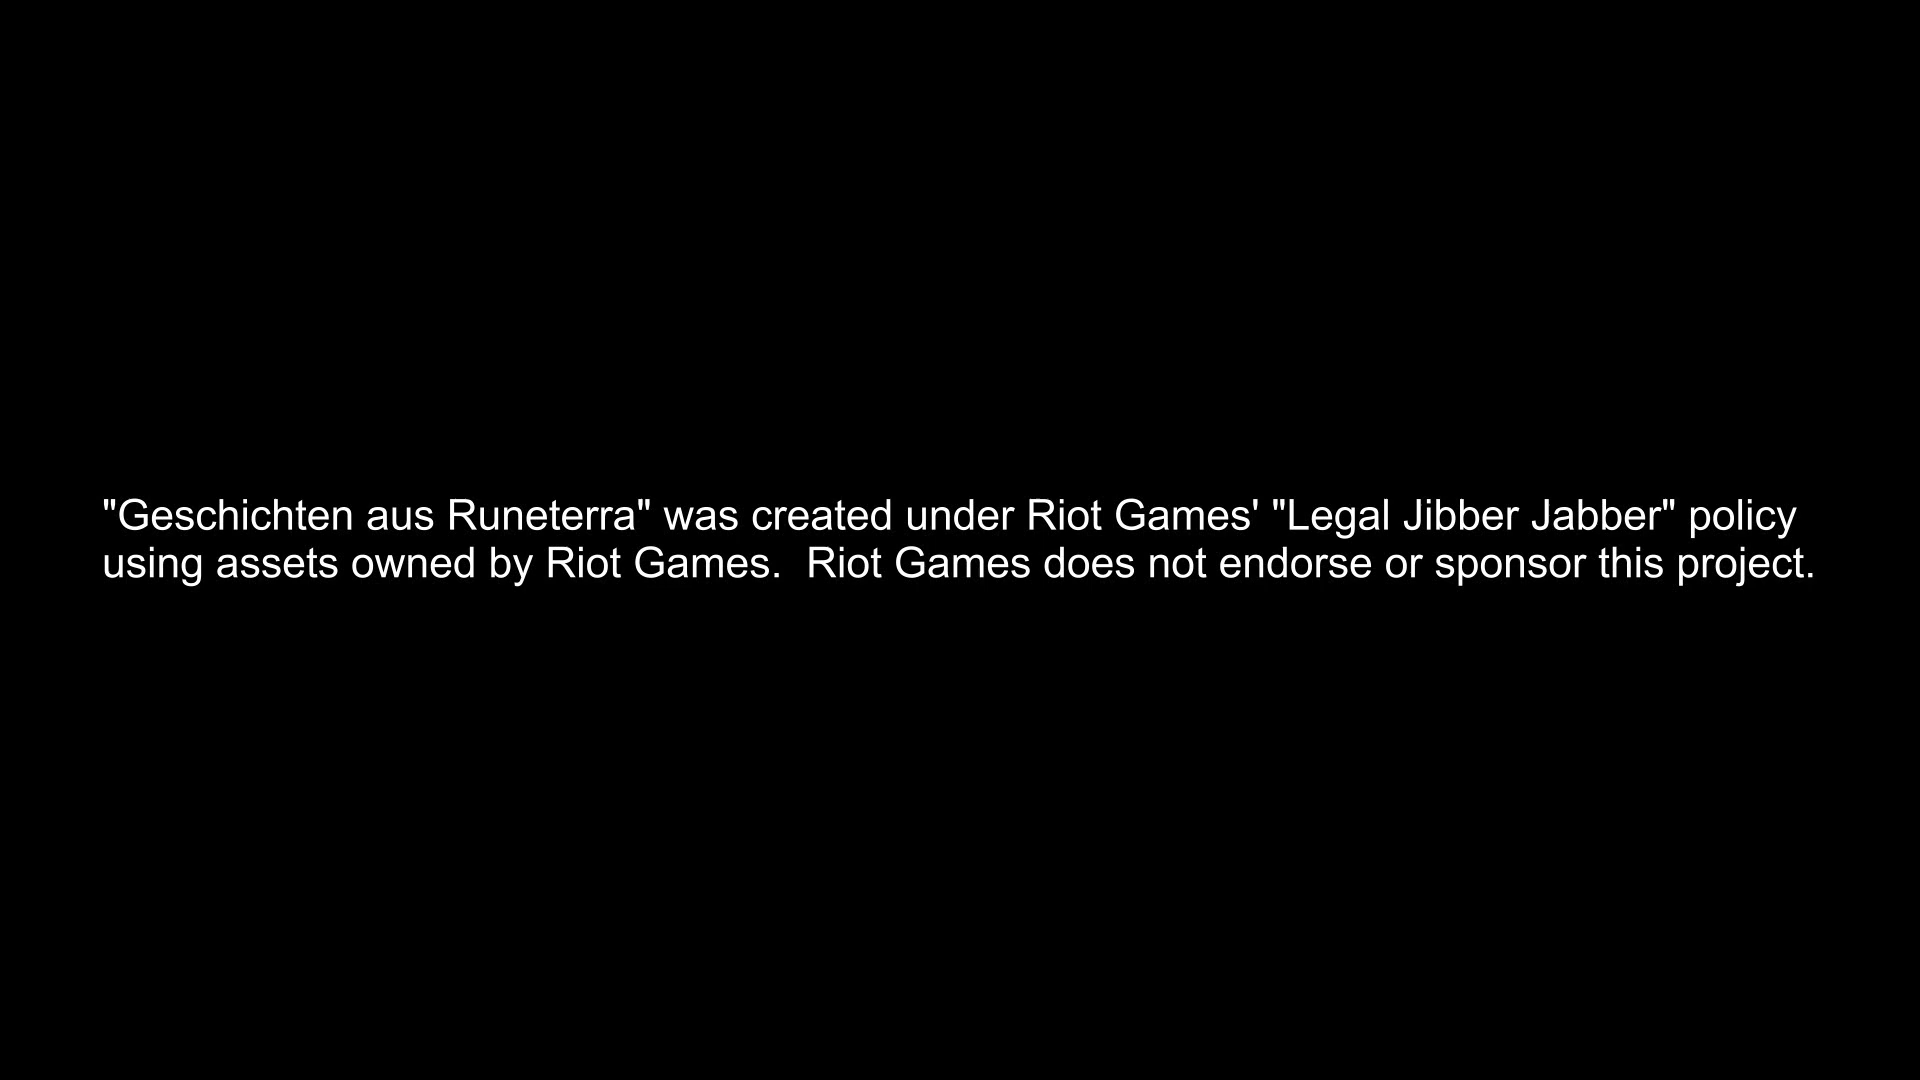 "Geschichten aus Runeterra" was created under Riot Games' "Legal Jibber Jabber" policy
using assets owned by Riot Games.  Riot Games does not endorse or sponsor this project.